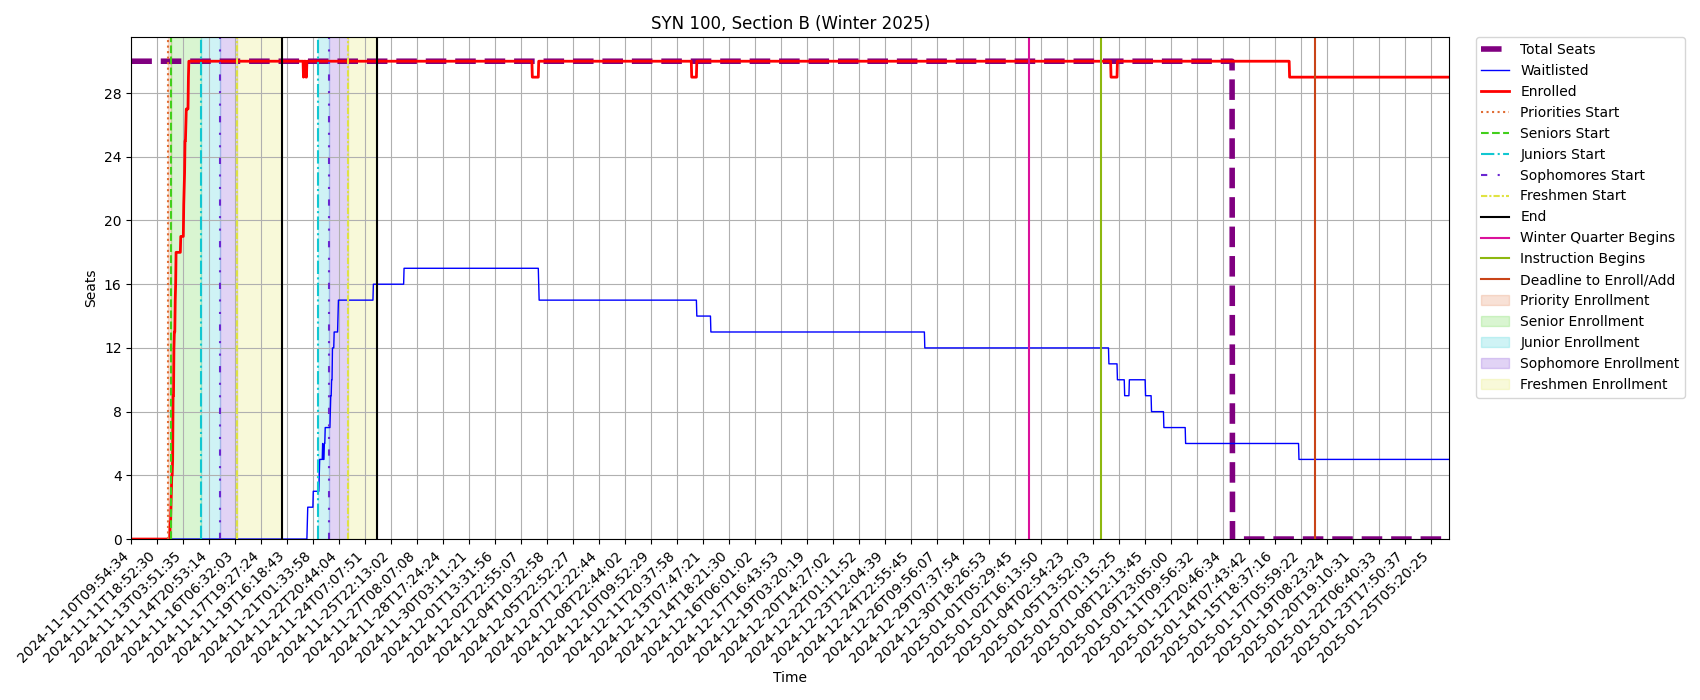 SYN 100, Section B (Winter 2025)
Seats
28
24
20
16
12
8
4
0
2024-11-10T09:54:34
2024-11-11T18:52:30
2024-11-13T03:51:35
2024-11-14T20:53:14
2024-11-16T06:32:03
2024-11-17T19:27:24
2024-11-19T16:18:43
2024-11-21T01:33:58
2024-11-22T20:44:04
2024-11-24T07:07:51
2024-11-25T22:13:02
2024-11-28T07:07:08
2024-11-28T17:24:24
2024-11-30T03:11:21
2024-12-01T13:31:56
2024-12-02T22:55:07
2024-12-04T10:32:58
2024-12-05T22:52:27
2024-12-07T12:22:44
2024-12-08T22:44:02
2024-12-10T09:52:29
2024-12-11T20:37:58
2024-12-13T07:47:21
2024-12-14T18:21:30
2024-12-16T06:01:02
2024-12-17T16:43:53
2024-12-19T03:20:19
2024-12-20T14:27:02
2024-12-22T01:11:52
2024-12-23T12:04:39
2024-12-24T22:55:45
2024-12-26T09:56:07
2024-12-29T07:37:54
2024-12-30T18:26:53
2025-01-01T05:29:45
2025-01-02T16:13:50
2025-01-04T02:54:23
2025-01-05T13:52:03
2025-01-07T01:15:25
2025-01-08T12:13:45
2025-01-09T23:05:00
2025-01-11T09:56:32
2025-01-12T20:46:34
2025-01-14T07:43:42
2025-01-15T18:37:16
2025-01-17T05:59:22
2025-01-19T08:23:24
2025-01-20T19:10:31
2025-01-22T06:40:33
2025-01-23T17:50:37
2025-01-25T05:20:25
Time
Total Seats
Waitlisted
Enrolled
Priorities Start
Seniors Start
Juniors Start
Sophomores Start
Freshmen Start
End
Winter Quarter Begins
Instruction Begins
Deadline to Enroll/Add
Priority Enrollment
Senior Enrollment
Junior Enrollment
Sophomore Enrollment
Freshmen Enrollment